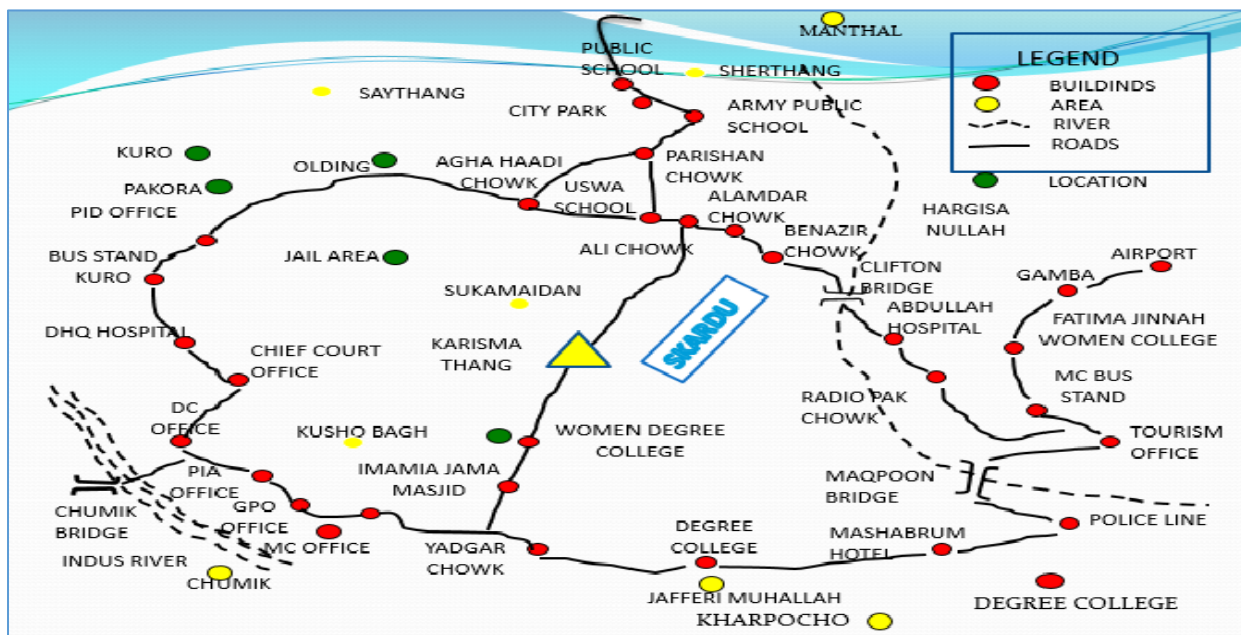 MANTHAL
PUBLIC
SCHOOL
SHERTHANG
LEGEND
BUILDINDS
AREA
RIVER
ROADS
LOCATION
SAYTHANG
CITY PARK
ARMY PUBLIC
SCHOOL
KURO
OLDING
AGHA HAADI
CHOWK
PARISHAN
CHOWK
PAKORA
PID OFFICE
USWA
SCHOOL
ALAMDAR
CHOWK
HARGISA
NULLAH
BUS STAND
KURO
JAIL AREA
ALI CHOWK
BENAZIR
CHOWK
CLIFTON
BRIDGE
AIRPORT
GAMBA
SUKAMAIDAN
SKARDU
ABDULLAH
HOSPITAL
FATIMA JINNAH
WOMEN COLLEGE
DHQ HOSPITAL
KARISMA
THANG
CHIEF COURT
OFFICE
MC BUS
STAND
RADIO PAK
CHOWK
DC
OFFICE
KUSHO BAGH
WOMEN DEGREE
COLLEGE
TOURISM
OFFICE
PIA
OFFICE
IMAMIA JAMA
MASJID
MAQPOON
BRIDGE
CHUMIK
BRIDGE
GPO
OFFICE
MC OFFICE
POLICE LINE
DEGREE
COLLEGE
MASHABRUM
HOTEL
YADGAR
CHOWK
INDUS RIVER
CHUMIK
JAFFERI MUHALLAH
DEGREE COLLEGE
KHARPOCHO